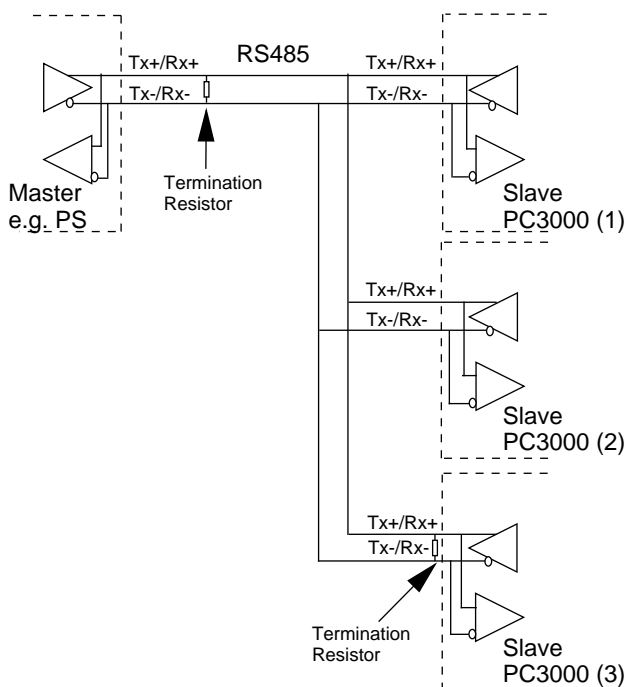 RS485
Tx+/Rx+
Tx-/Rx-
Tx+/Rx+
Tx-/Rx-
Termination
Resistor
Master
e.g. PS
Slave
PC3000 (1)
Tx+/Rx+
Tx-/Rx-
Slave
PC3000 (2)
Tx+/Rx+
Tx-/Rx-
Termination
Resistor
Slave
PC3000 (3)